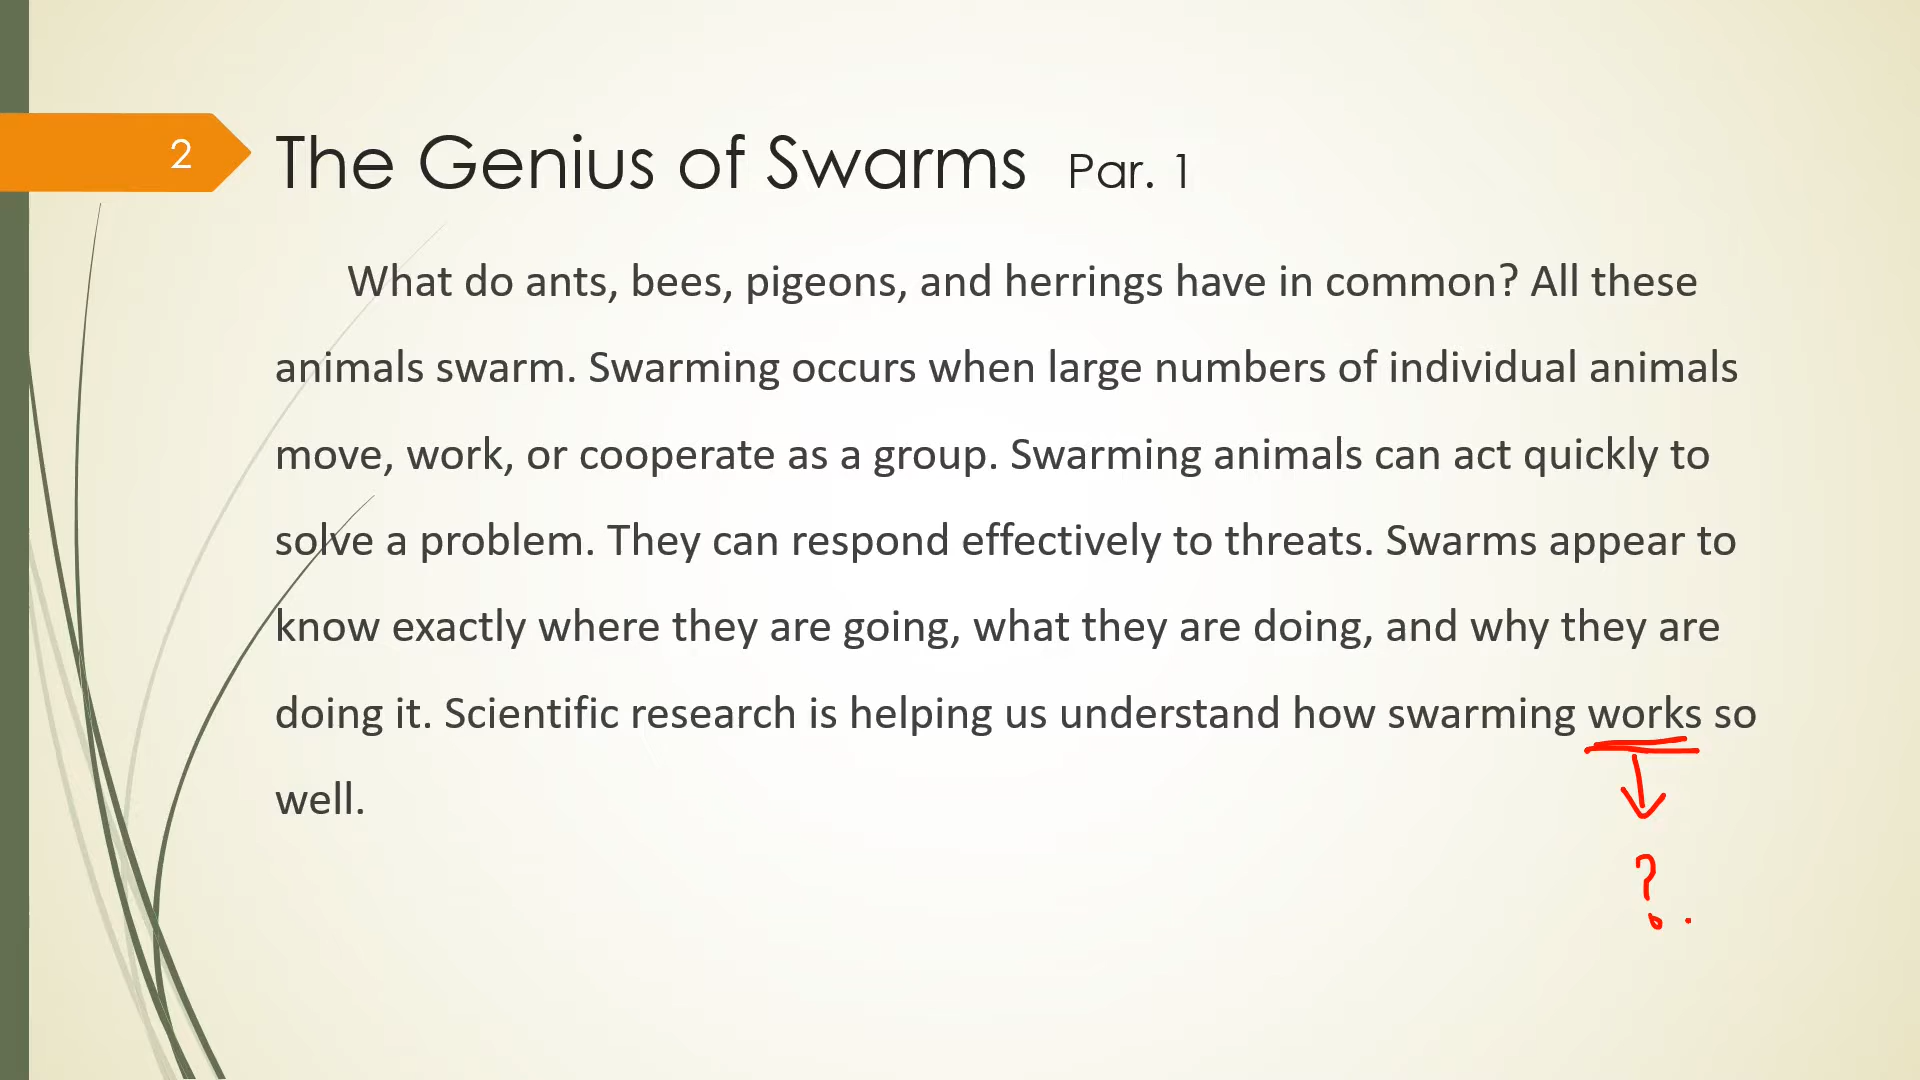 2
The Genius of Swarms Par. 1
What do ants, bees, pigeons, and herrings have in common? All these
animals swarm. Swarming occurs when large numbers of individual animals
move, work, or cooperate as a group. Swarming animals can act quickly to
solve a problem. They can respond effectively to threats. Swarms appear to
know exactly where they are going, what they are doing, and why they are
doing it. Scientific research is helping us understand how swarming works so
well.
?